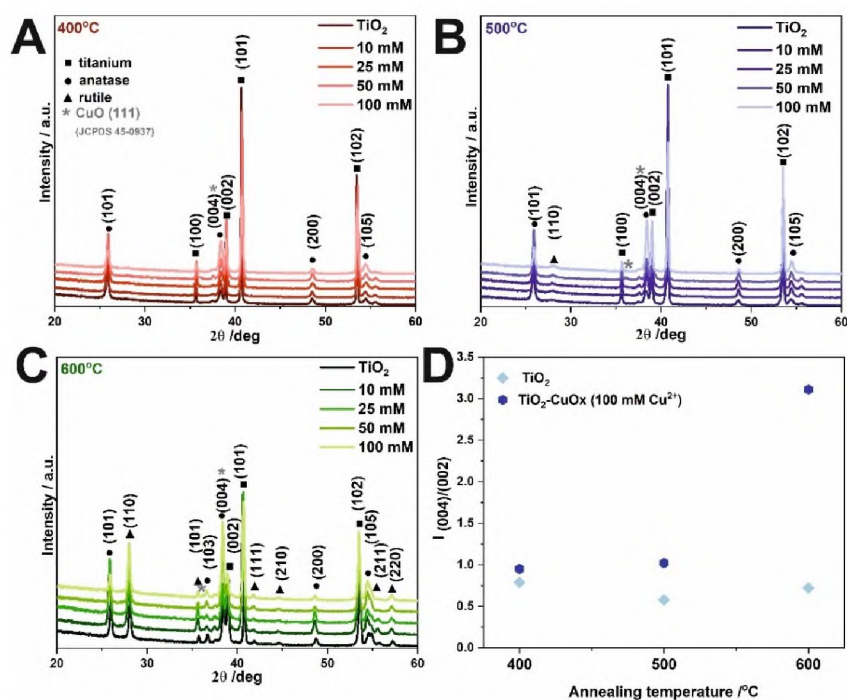 A
400°C
TiO2
10 mM
25 mM
50 mM
100 mM
■ titanium
● anatase
▲ rutile
* CuO (111)
(JCPDS 45-0937)
(101)
(100)
(004)
*
(002)
(101)
(200)
(102)
(105)
Intensity / a.u.
20 30 40 50 60
2θ /deg
B
500°C
TiO2
10 mM
25 mM
50 mM
100 mM
(101)
(110)
(100)
*
(004)*
(002)
(101)
(200)
(102)
(105)
Intensity / a.u.
20 30 40 50 60
2θ /deg
C
600°C
TiO2
10 mM
25 mM
50 mM
100 mM
(101)
(110)
(101)
*
(103)
(004)
*
(002)
(101)
(111)
(210)
(200)
(102)
(105)
(211)
(220)
Intensity / a.u.
20 30 40 50 60
2θ /deg
D
TiO2
TiO2-CuOx (100 mM Cu2+)
I (004)/(002)
3.5
3.0
2.5
2.0
1.5
1.0
0.5
0.0
400 500 600
Annealing temperature /°C